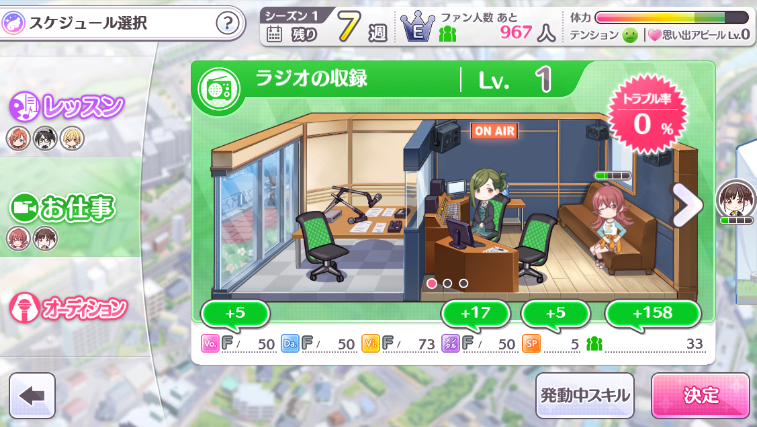 スケジュール選択
?
シーズン 1
残り 7 週
E
ファン人数 あと
967 人
体力
テンション
思い出アピール Lv.0
レッスン
お仕事
オーディション
ラジオの収録
Lv. 1
トラブル率
0 %
ON AIR
+5
+17
+5
+158
Vo. F 50
Da. F 50
Vi. F 73
メンタル F 50
SP 5
33
発動中スキル
決定